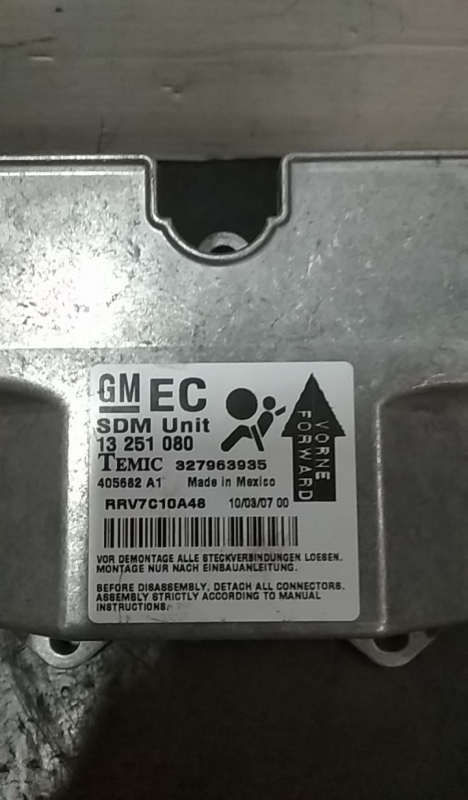 GM EC
SDM Unit
13 251 080
TEMIC 327963935
405682 A1 Made in Mexico
RRV7C10A48 10/03/07 00
VORNE
FORWARD
VOR DEMONTAGE ALLE STECKVERBINDUNGEN LOESEN.
MONTAGE NUR NACH EINBAUANLEITUNG.
BEFORE DISASSEMBLY, DETACH ALL CONNECTORS.
ASSEMBLY STRICTLY ACCORDING TO MANUAL
INSTRUCTIONS.